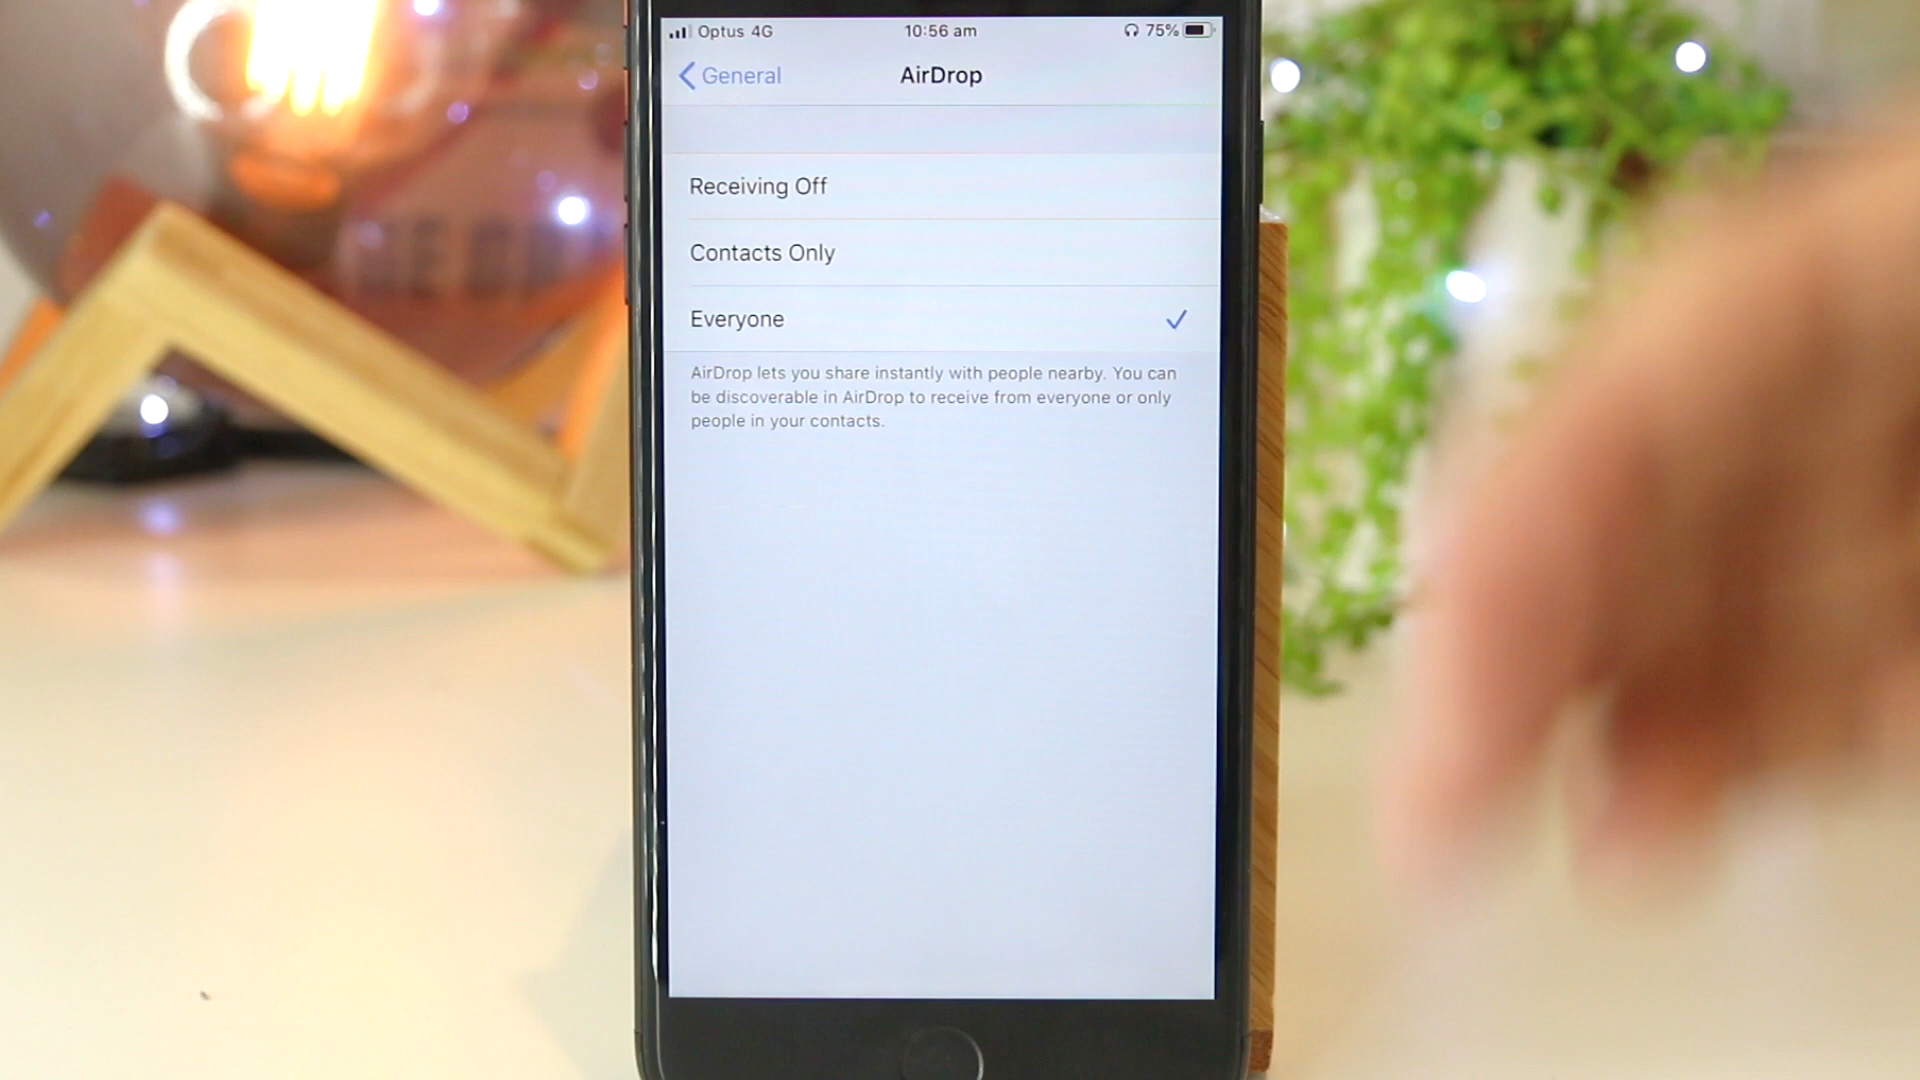 Optus 4G 10:56 am 75%
General AirDrop
Receiving Off
Contacts Only
Everyone
AirDrop lets you share instantly with people nearby. You can
be discoverable in AirDrop to receive from everyone or only
people in your contacts.